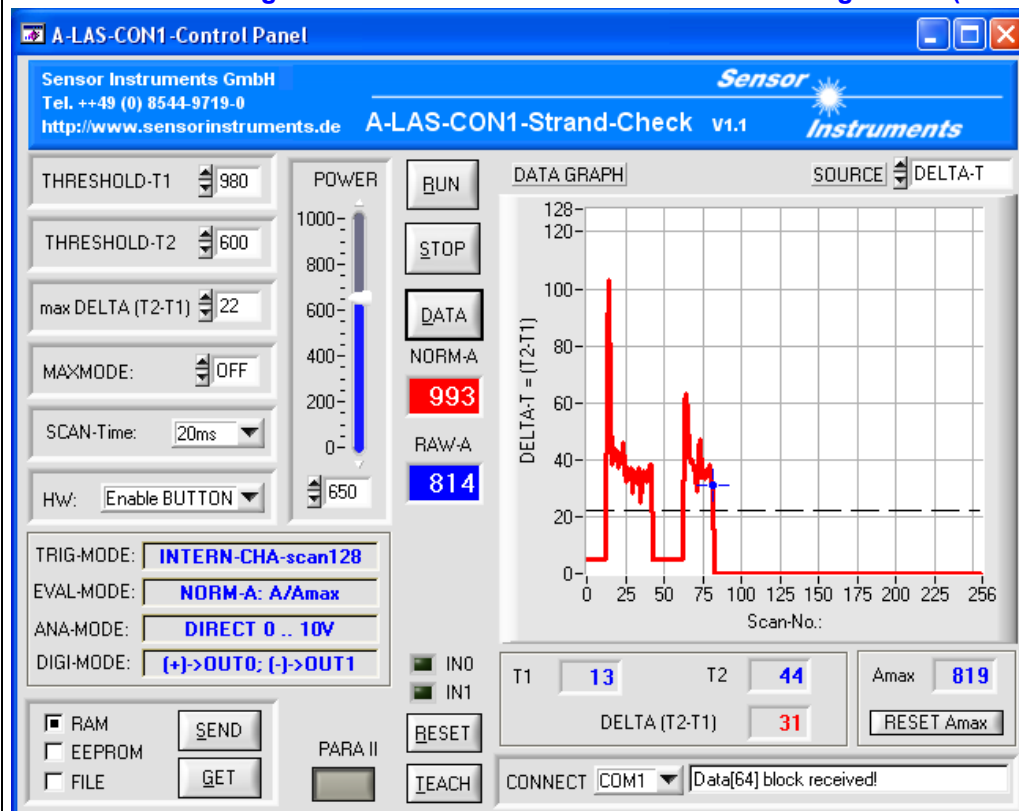 A-LAS-CON1-Control Panel
Sensor Instruments GmbH
Tel. ++49 (0) 8544-9719-0
http://www.sensorinstruments.de
A-LAS-CON1-Strand-Check V1.1
Sensor
Instruments
THRESHOLD-T1 980
THRESHOLD-T2 600
max DELTA (T2-T1) 22
MAXMODE: OFF
SCAN-Time: 20ms
HW: Enable BUTTON
POWER
1000
800
600
400
200
0
650
RUN
STOP
DATA
NORM-A
993
RAW-A
814
DATA GRAPH
SOURCE DELTA-T
DELTA-T = (T2-T1)
128
120
100
80
60
40
20
0
0 25 50 75 100 125 150 175 200 225 256
Scan-No.:
TRIG-MODE: INTERN-CHA-scan128
EVAL-MODE: NORM-A: A/Amax
ANA-MODE: DIRECT 0 .. 10V
DIGI-MODE: (+)->OUT0; (-)->OUT1
IN0
IN1
T1 13 T2 44
DELTA (T2-T1) 31
Amax 819
RESET Amax
RAM
EEPROM
FILE
SEND
GET
PARA II
RESET
TEACH
CONNECT COM1 Data[64] block received!